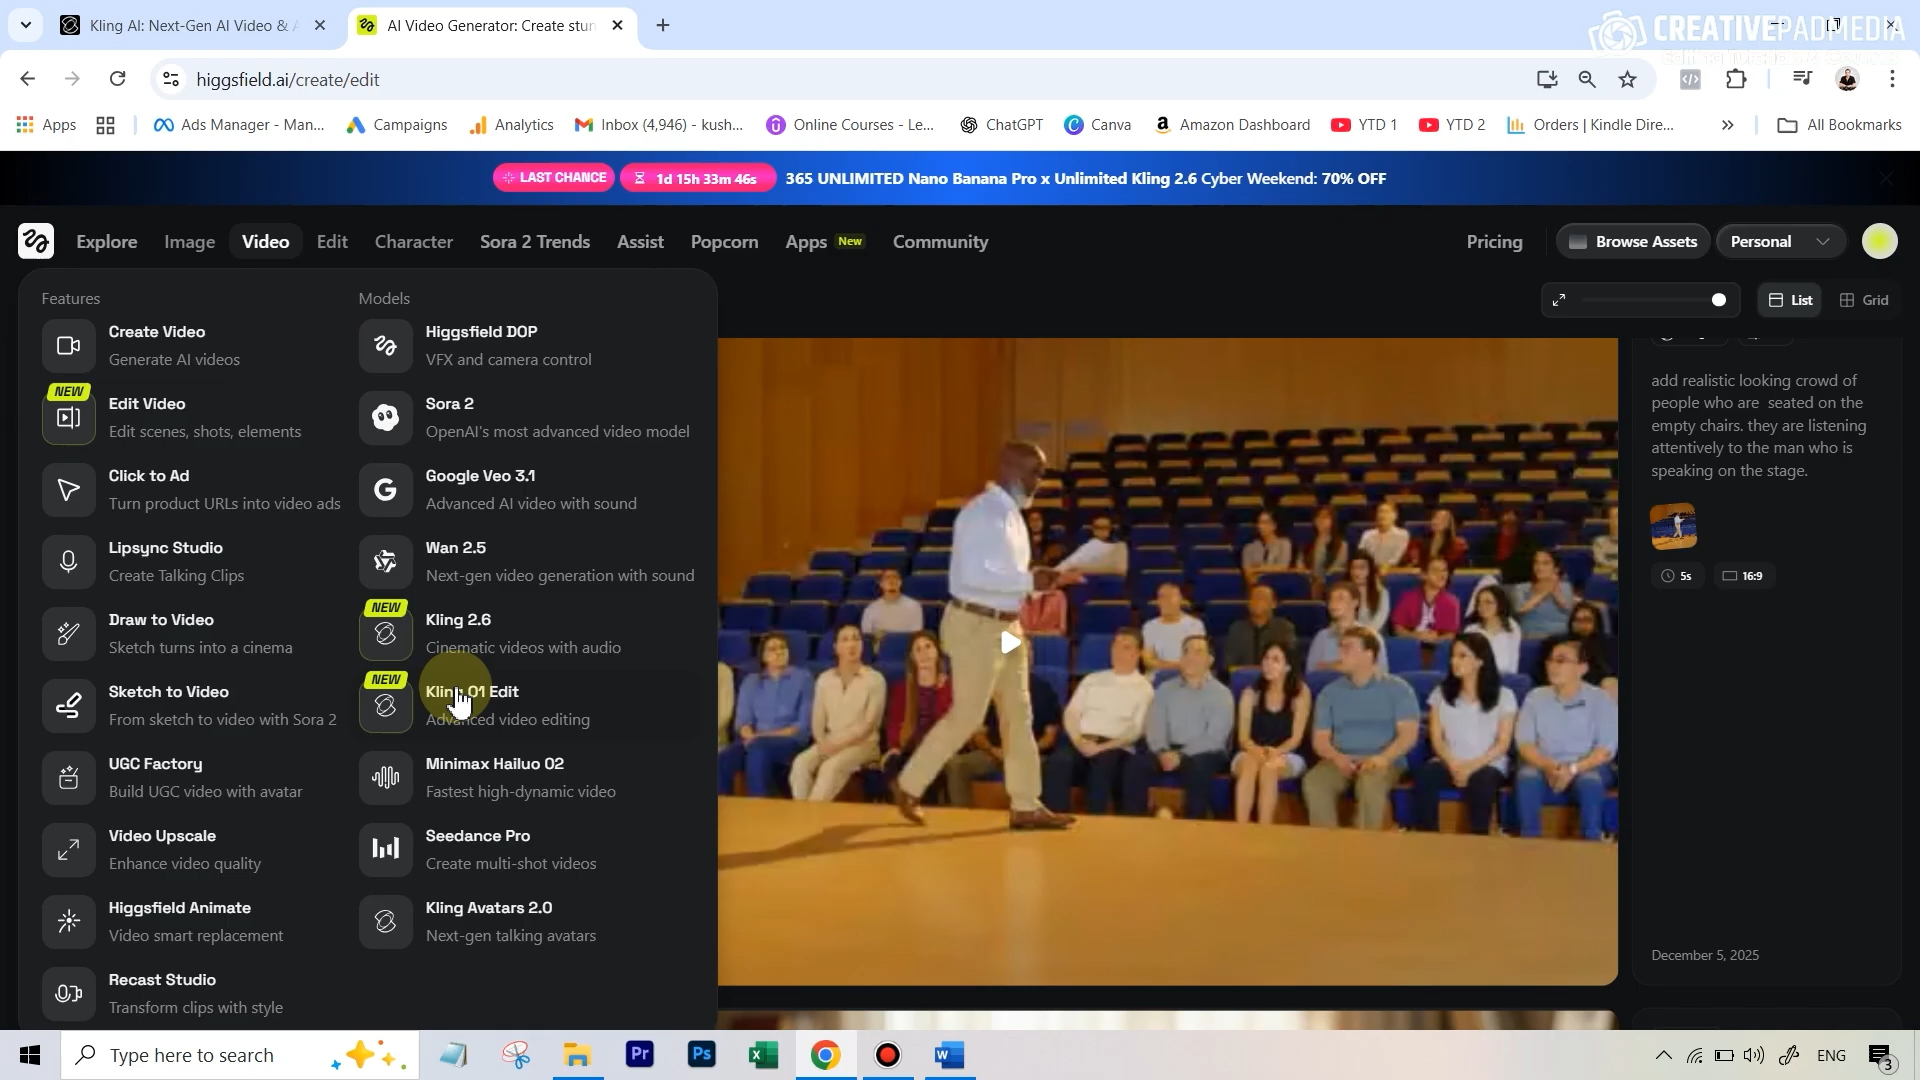 Kling AI: Next-Gen AI Video &
AI Video Generator: Create stun
CREATIVEPADMEDIA
higgsfield.ai/create/edit
Apps
Ads Manager - Man...
Campaigns
Analytics
Inbox (4,946) - kush...
Online Courses - Le...
ChatGPT
Canva
Amazon Dashboard
YTD 1
YTD 2
Orders | Kindle Dire...
All Bookmarks
LAST CHANCE
1d 15h 33m 46s
365 UNLIMITED Nano Banana Pro x Unlimited Kling 2.6 Cyber Weekend: 70% OFF
Explore
Image
Video
Edit
Character
Sora 2 Trends
Assist
Popcorn
Apps New
Community
Pricing
Browse Assets
Personal
List
Grid
Features
Create Video
Generate AI videos
NEW
Edit Video
Edit scenes, shots, elements
Click to Ad
Turn product URLs into video ads
Lipsync Studio
Create Talking Clips
Draw to Video
Sketch turns into a cinema
Sketch to Video
From sketch to video with Sora 2
UGC Factory
Build UGC video with avatar
Video Upscale
Enhance video quality
Higgsfield Animate
Video smart replacement
Recast Studio
Transform clips with style
Models
Higgsfield DOP
VFX and camera control
Sora 2
OpenAI's most advanced video model
Google Veo 3.1
Advanced AI video with sound
Wan 2.5
Next-gen video generation with sound
NEW
Kling 2.6
Cinematic videos with audio
NEW
Kling O1 Edit
Advanced video editing
Minimax Hailuo 02
Fastest high-dynamic video
Seedance Pro
Create multi-shot videos
Kling Avatars 2.0
Next-gen talking avatars
add realistic looking crowd of
people who are seated on the
empty chairs. they are listening
attentively to the man who is
speaking on the stage.
5s
16:9
December 5, 2025
Type here to search
ENG
3